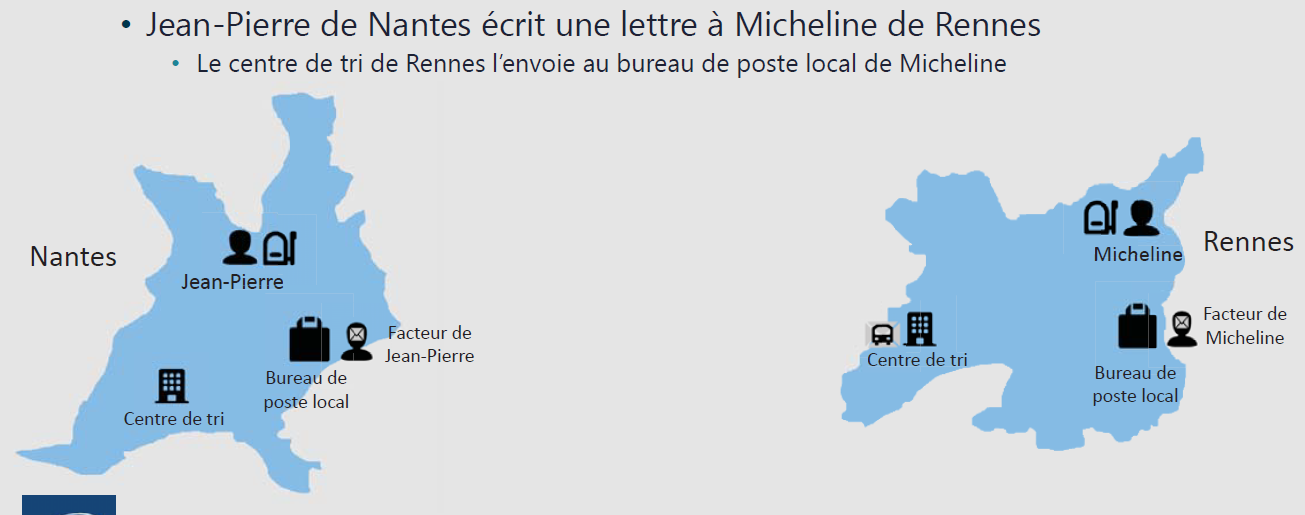 • Jean-Pierre de Nantes écrit une lettre à Micheline de Rennes
• Le centre de tri de Rennes l’envoie au bureau de poste local de Micheline
Nantes
Jean-Pierre
Facteur de
Jean-Pierre
Bureau de
poste local
Centre de tri
Rennes
Micheline
Facteur de
Micheline
Centre de tri
Bureau de
poste local